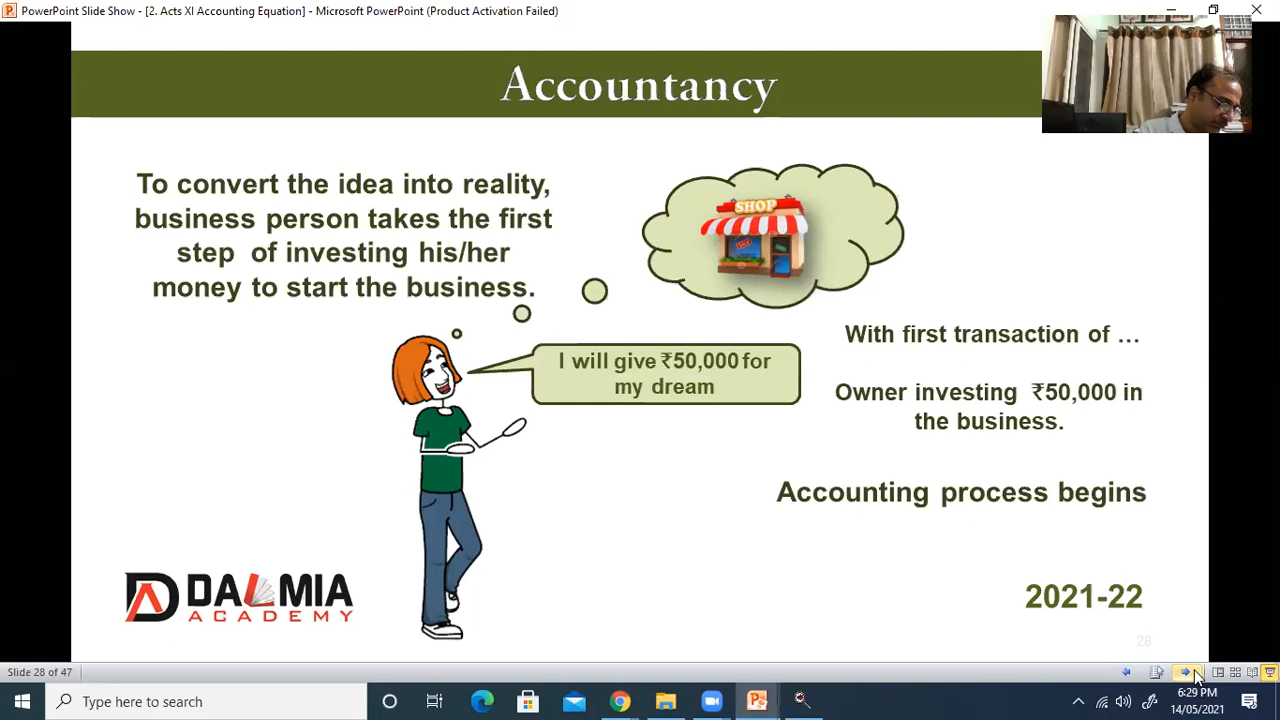 PowerPoint Slide Show - [2. Acts XI Accounting Equation] - Microsoft PowerPoint (Product Activation Failed)
Accountancy
To convert the idea into reality,
business person takes the first
step of investing his/her
money to start the business.
SHOP
I will give ₹50,000 for
my dream
With first transaction of …
Owner investing ₹50,000 in
the business.
Accounting process begins
DALMIA
ACADEMY
2021-22
28
Slide 28 of 47
Type here to search
6:29 PM
14/05/2021